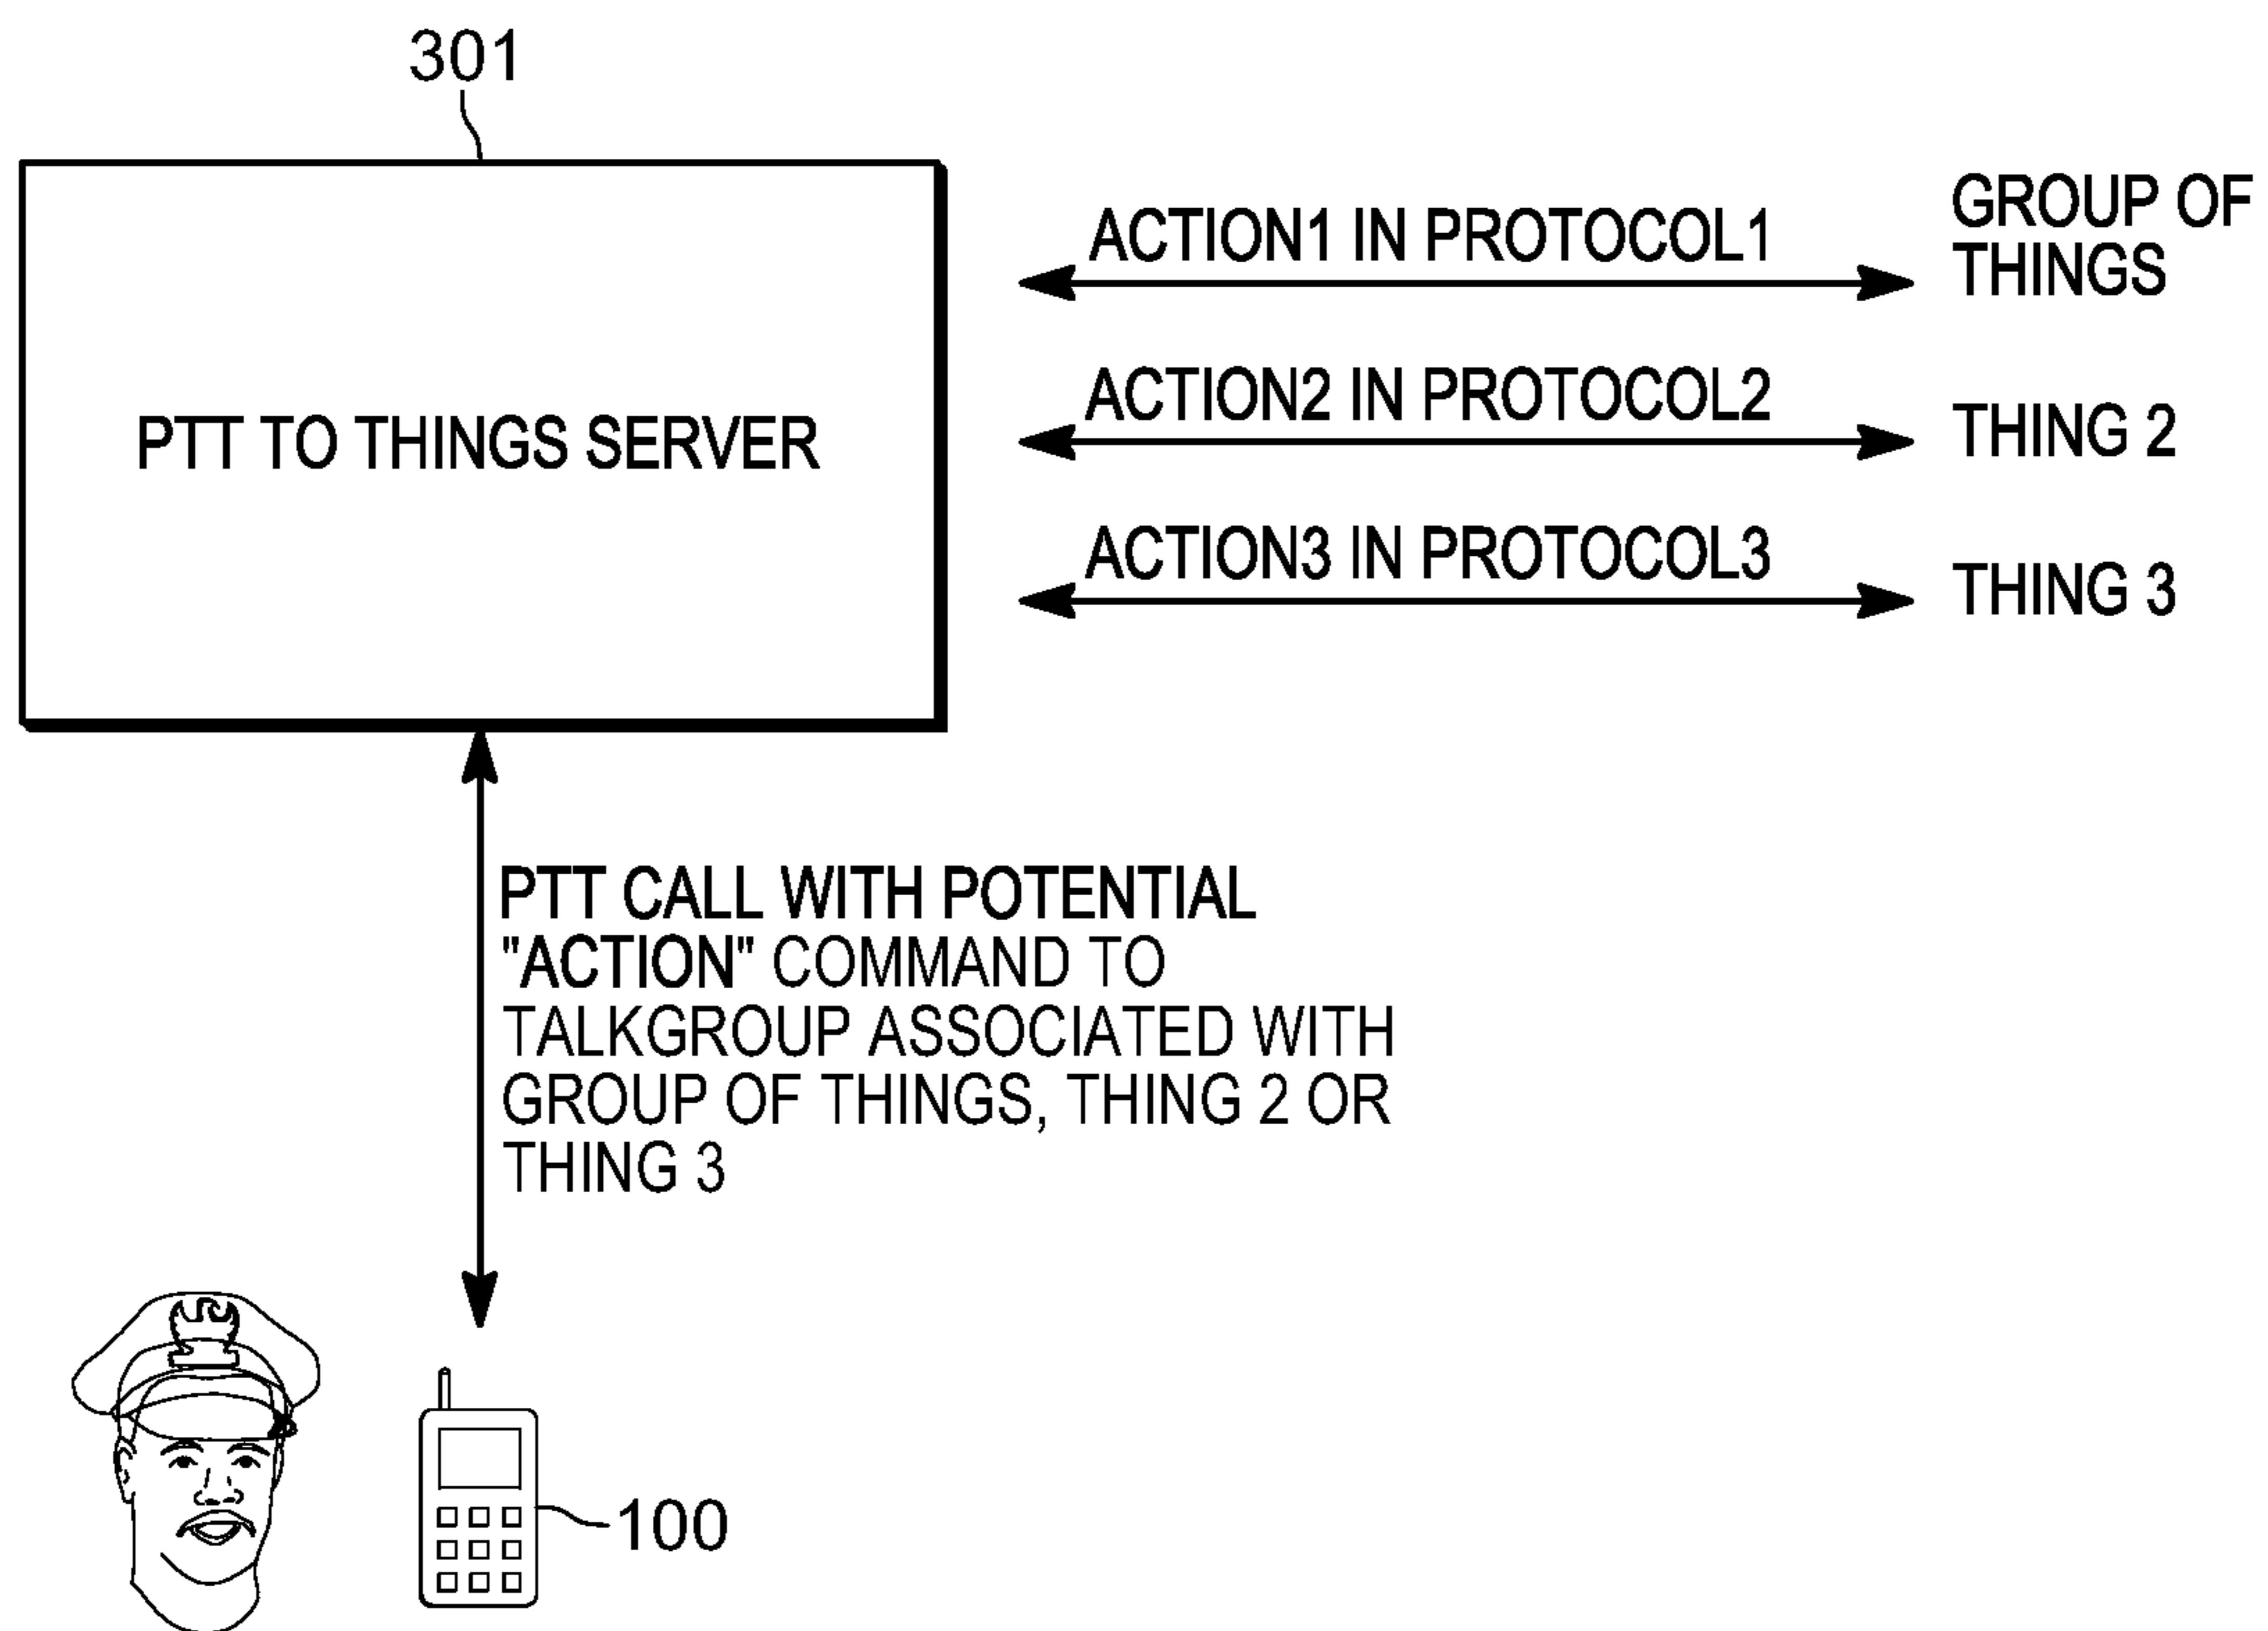 301
PTT TO THINGS SERVER
ACTION1 IN PROTOCOL1
GROUP OF
THINGS
ACTION2 IN PROTOCOL2
THING 2
ACTION3 IN PROTOCOL3
THING 3
PTT CALL WITH POTENTIAL
"ACTION" COMMAND TO
TALKGROUP ASSOCIATED WITH
GROUP OF THINGS, THING 2 OR
THING 3
100